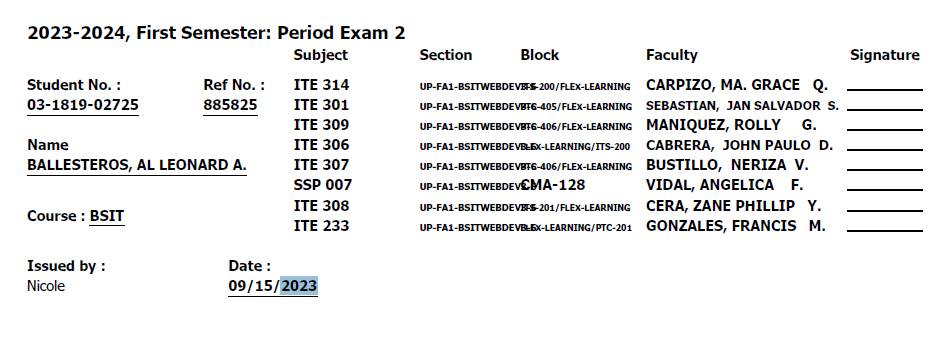 2023-2024, First Semester: Period Exam 2
Subject Section Block Faculty Signature
Student No. : Ref No. : ITE 314 UP-FA1-BSITWEBDEV ITS-200/FLEX-LEARNING CARPIZO, MA. GRACE Q.
03-1819-02725 885825 ITE 301 UP-FA1-BSITWEBDEV PTC-405/FLEX-LEARNING SEBASTIAN, JAN SALVADOR S.
ITE 309 UP-FA1-BSITWEBDEV PTC-406/FLEX-LEARNING MANIQUEZ, ROLLY G.
Name ITE 306 UP-FA1-BSITWEBDEV FLEX-LEARNING/ITS-200 CABRERA, JOHN PAULO D.
BALLESTEROS, AL LEONARD A. ITE 307 UP-FA1-BSITWEBDEV PTC-406/FLEX-LEARNING BUSTILLO, NERIZA V.
SSP 007 UP-FA1-BSITWEBDEV CMA-128 VIDAL, ANGELICA F.
Course : BSIT ITE 308 UP-FA1-BSITWEBDEV ITS-201/FLEX-LEARNING CERA, ZANE PHILLIP Y.
ITE 233 UP-FA1-BSITWEBDEV FLEX-LEARNING/PTC-201 GONZALES, FRANCIS M.
Issued by : Date :
Nicole 09/15/2023